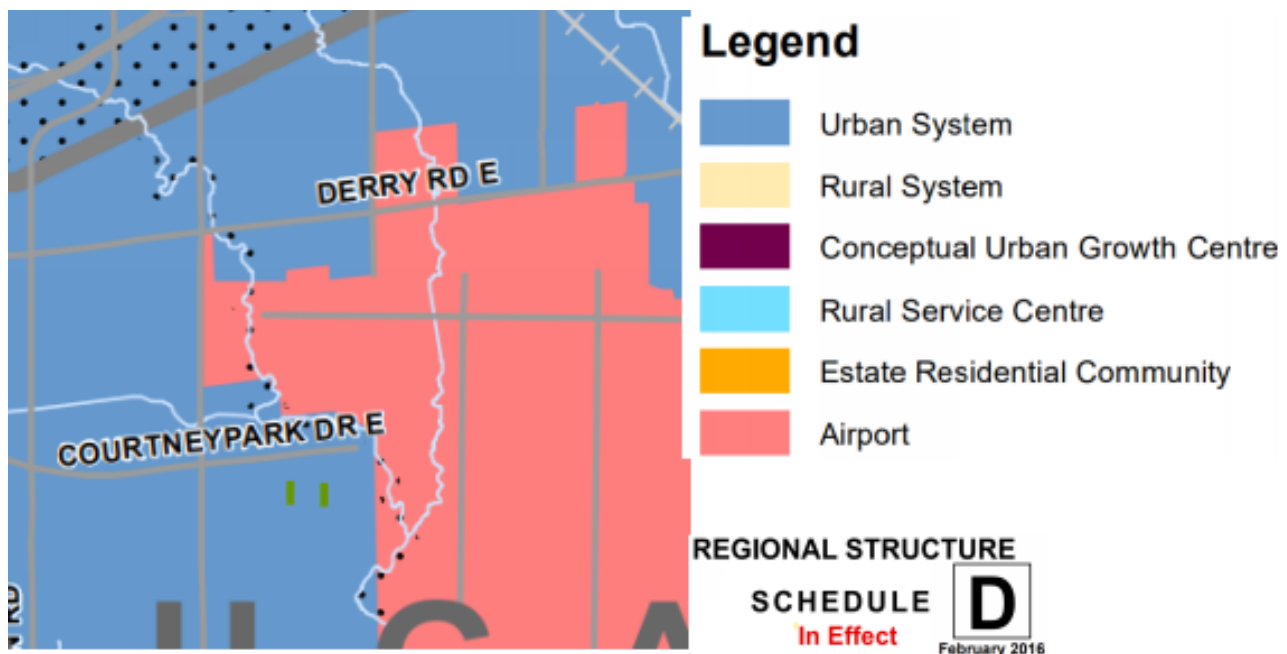 Legend
Urban System
Rural System
Conceptual Urban Growth Centre
Rural Service Centre
Estate Residential Community
Airport
DERRY RD E
COURTNEYPARK DR E
RD
REGIONAL STRUCTURE
SCHEDULE D
In Effect
February 2016